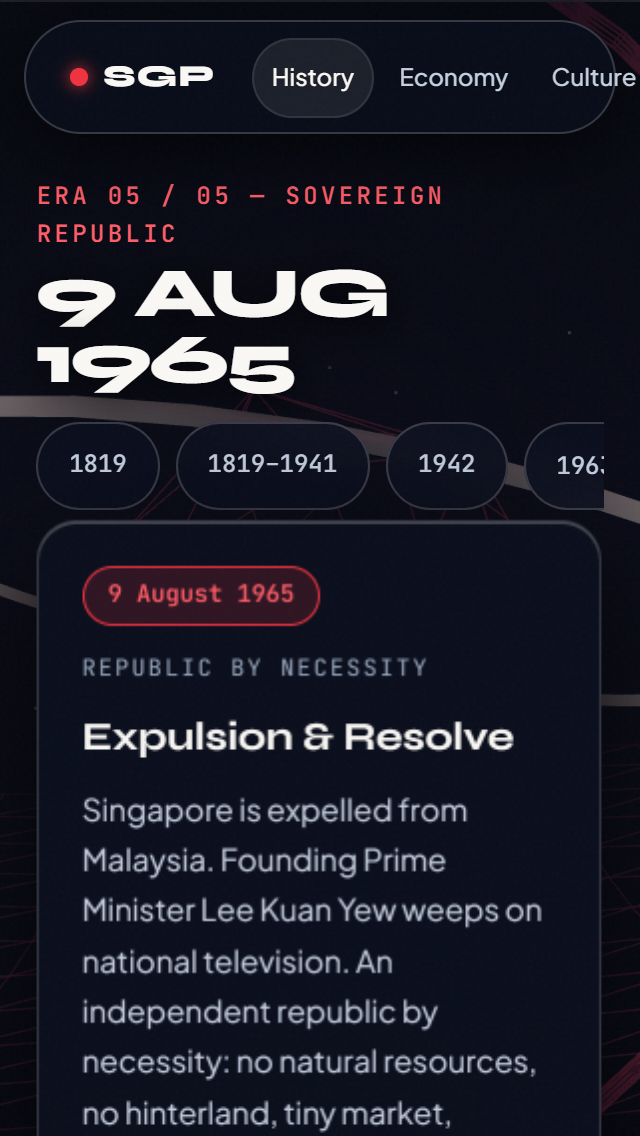 SGP History Economy Culture
ERA 05 / 05 — SOVEREIGN
REPUBLIC
9 AUG
1965
1819 1819–1941 1942
9 August 1965
REPUBLIC BY NECESSITY
Expulsion & Resolve
Singapore is expelled from
Malaysia. Founding Prime
Minister Lee Kuan Yew weeps on
national television. An
independent republic by
necessity: no natural resources,
no hinterland, tiny market,